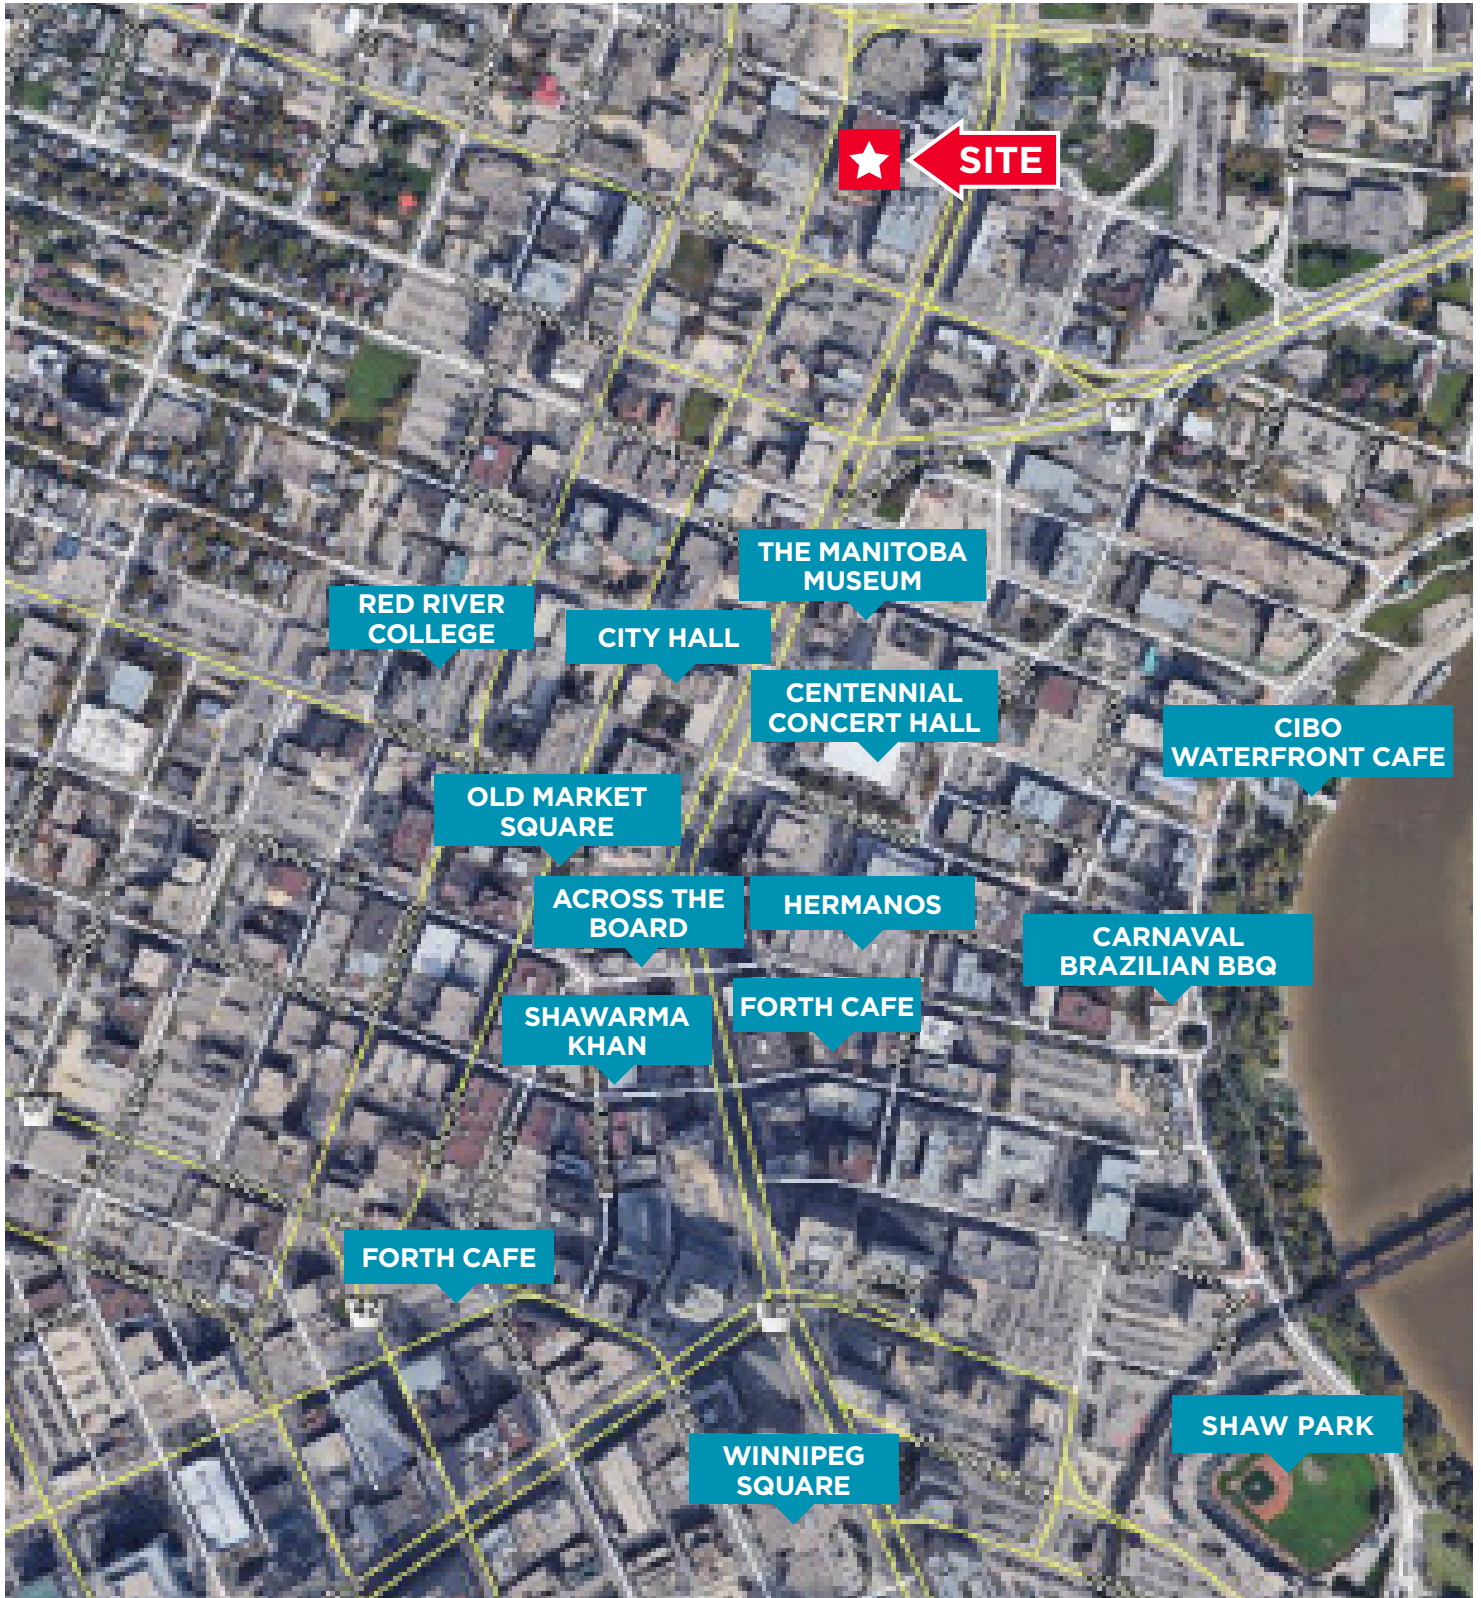 SITE
THE MANITOBA
MUSEUM
RED RIVER
COLLEGE
CITY HALL
CENTENNIAL
CONCERT HALL
CIBO
WATERFRONT CAFE
OLD MARKET
SQUARE
ACROSS THE
BOARD
HERMANOS
CARNAVAL
BRAZILIAN BBQ
FORTH CAFE
SHAWARMA
KHAN
FORTH CAFE
SHAW PARK
WINNIPEG
SQUARE